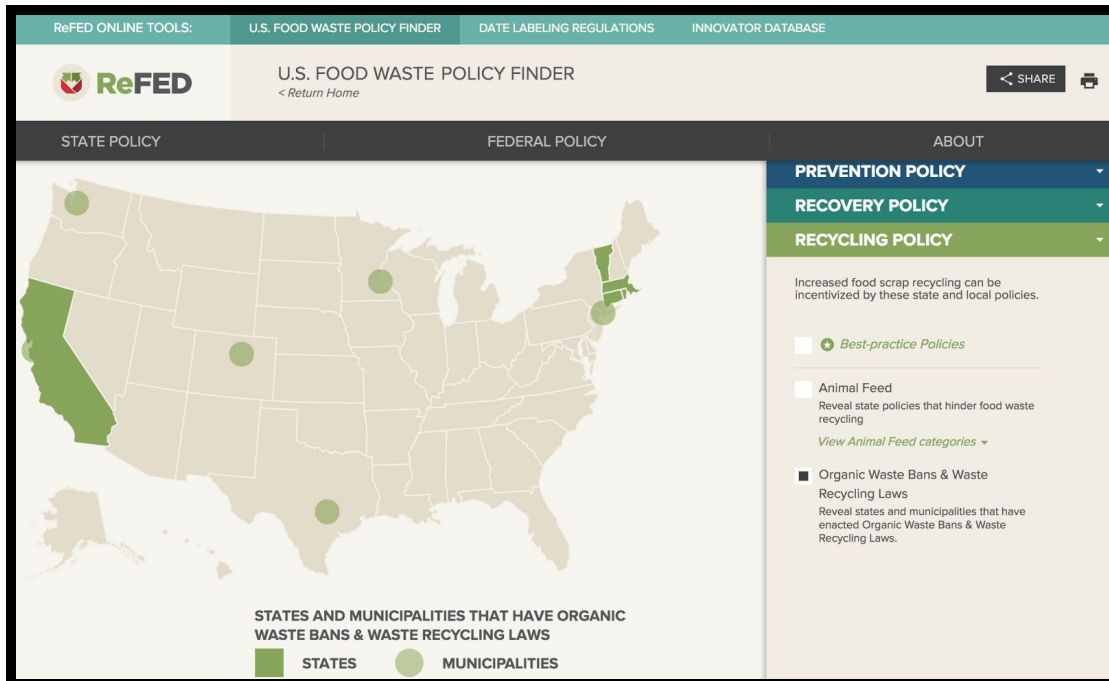 ReFED ONLINE TOOLS: U.S. FOOD WASTE POLICY FINDER DATE LABELING REGULATIONS INNOVATOR DATABASE
ReFED
U.S. FOOD WASTE POLICY FINDER
< Return Home
SHARE
STATE POLICY FEDERAL POLICY ABOUT
PREVENTION POLICY
RECOVERY POLICY
RECYCLING POLICY
Increased food scrap recycling can be
incentivized by these state and local policies.
Best-practice Policies
Animal Feed
Reveal state policies that hinder food waste
recycling
View Animal Feed categories
Organic Waste Bans & Waste
Recycling Laws
Reveal states and municipalities that have
enacted Organic Waste Bans & Waste
Recycling Laws.
STATES AND MUNICIPALITIES THAT HAVE ORGANIC
WASTE BANS & WASTE RECYCLING LAWS
STATES MUNICIPALITIES